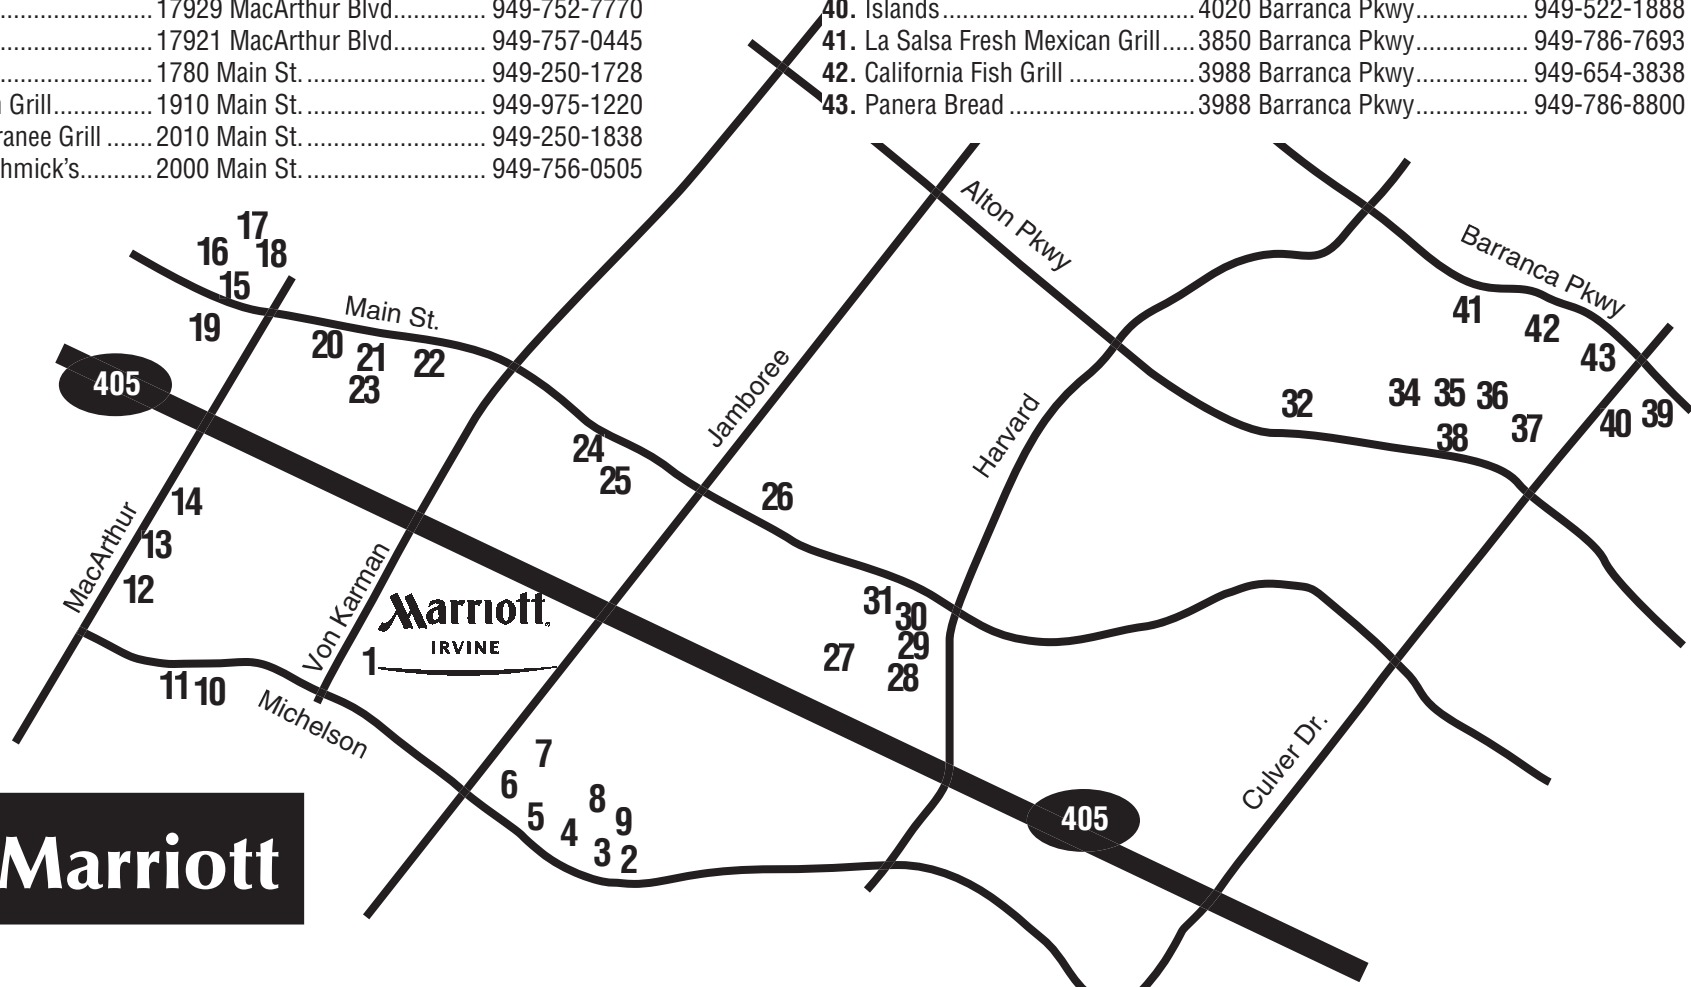 17929 MacArthur Blvd. 949-752-7770
17921 MacArthur Blvd. 949-757-0445
1780 Main St. 949-250-1728
Grill 1910 Main St. 949-975-1220
ranee Grill 2010 Main St. 949-250-1838
hmick's 2000 Main St. 949-756-0505
40. Islands 4020 Barranca Pkwy. 949-522-1888
41. La Salsa Fresh Mexican Grill 3850 Barranca Pkwy. 949-786-7693
42. California Fish Grill 3988 Barranca Pkwy. 949-654-3838
43. Panera Bread 3988 Barranca Pkwy. 949-786-8800
17
16
18
15
19
Main St.
20
21
22
23
405
Alton Pkwy
Barranca Pkwy
41
42
43
Jamboree
Harvard
32
34
35
36
37
38
40
39
24
25
26
14
13
12
MacArthur
Von Karman
Marriott
IRVINE
1
31
30
29
28
27
11
10
Michelson
7
6
5
4
8
9
3
2
405
Culver Dr.
Marriott